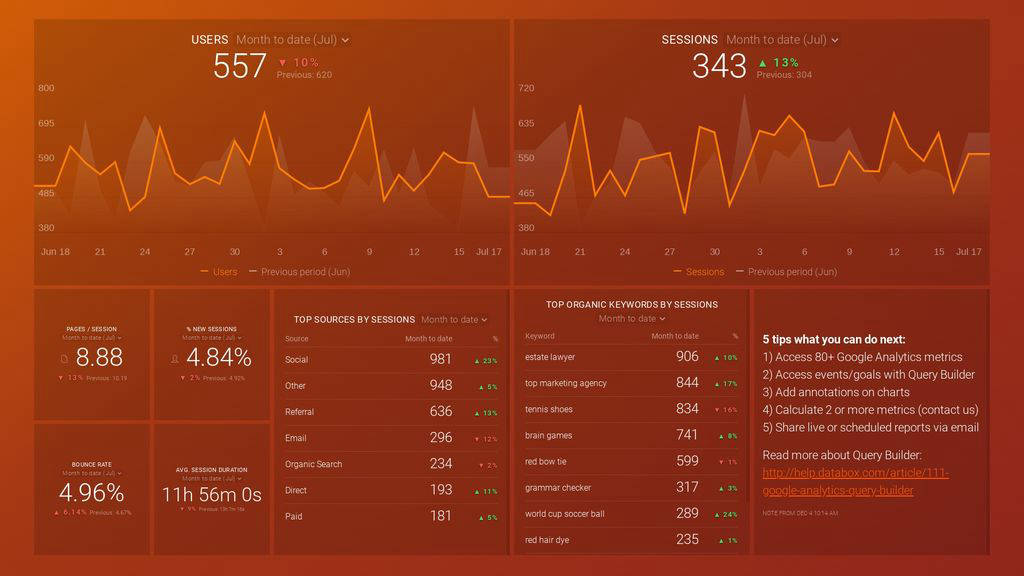 USERS Month to date (Jul)
557 ▼ 10%
Previous: 620
800
695
590
485
380
Jun 18 21 24 27 30 3 6 9 12 15 Jul 17
Users Previous period (Jun)
SESSIONS Month to date (Jul)
343 ▲ 13%
Previous: 304
720
635
550
465
380
Jun 18 21 24 27 30 3 6 9 12 15 Jul 17
Sessions Previous period (Jun)
PAGES / SESSION
Month to date (Jul)
8.88
▼ 13% Previous: 10.19
% NEW SESSIONS
Month to date (Jul)
4.84%
▼ 2% Previous: 4.92%
BOUNCE RATE
Month to date (Jul)
4.96%
▲ 6.14% Previous: 4.67%
AVG. SESSION DURATION
Month to date (Jul)
11h 56m 0s
▼ 9% Previous: 13h 7m 18s
TOP SOURCES BY SESSIONS Month to date
Source Month to date %
Social 981 ▲ 23%
Other 948 ▲ 5%
Referral 636 ▲ 13%
Email 296 ▼ 12%
Organic Search 234 ▼ 2%
Direct 193 ▲ 11%
Paid 181 ▲ 5%
TOP ORGANIC KEYWORDS BY SESSIONS
Month to date
Keyword Month to date %
estate lawyer 906 ▲ 10%
top marketing agency 844 ▲ 17%
tennis shoes 834 ▼ 16%
brain games 741 ▲ 8%
red bow tie 599 ▼ 1%
grammar checker 317 ▲ 3%
world cup soccer ball 289 ▲ 24%
red hair dye 235 ▲ 1%
5 tips what you can do next:
1) Access 80+ Google Analytics metrics
2) Access events/goals with Query Builder
3) Add annotations on charts
4) Calculate 2 or more metrics (contact us)
5) Share live or scheduled reports via email
Read more about Query Builder:
http://help.databox.com/article/111-
google-analytics-query-builder
NOTE FROM DEC 4 10:14 AM